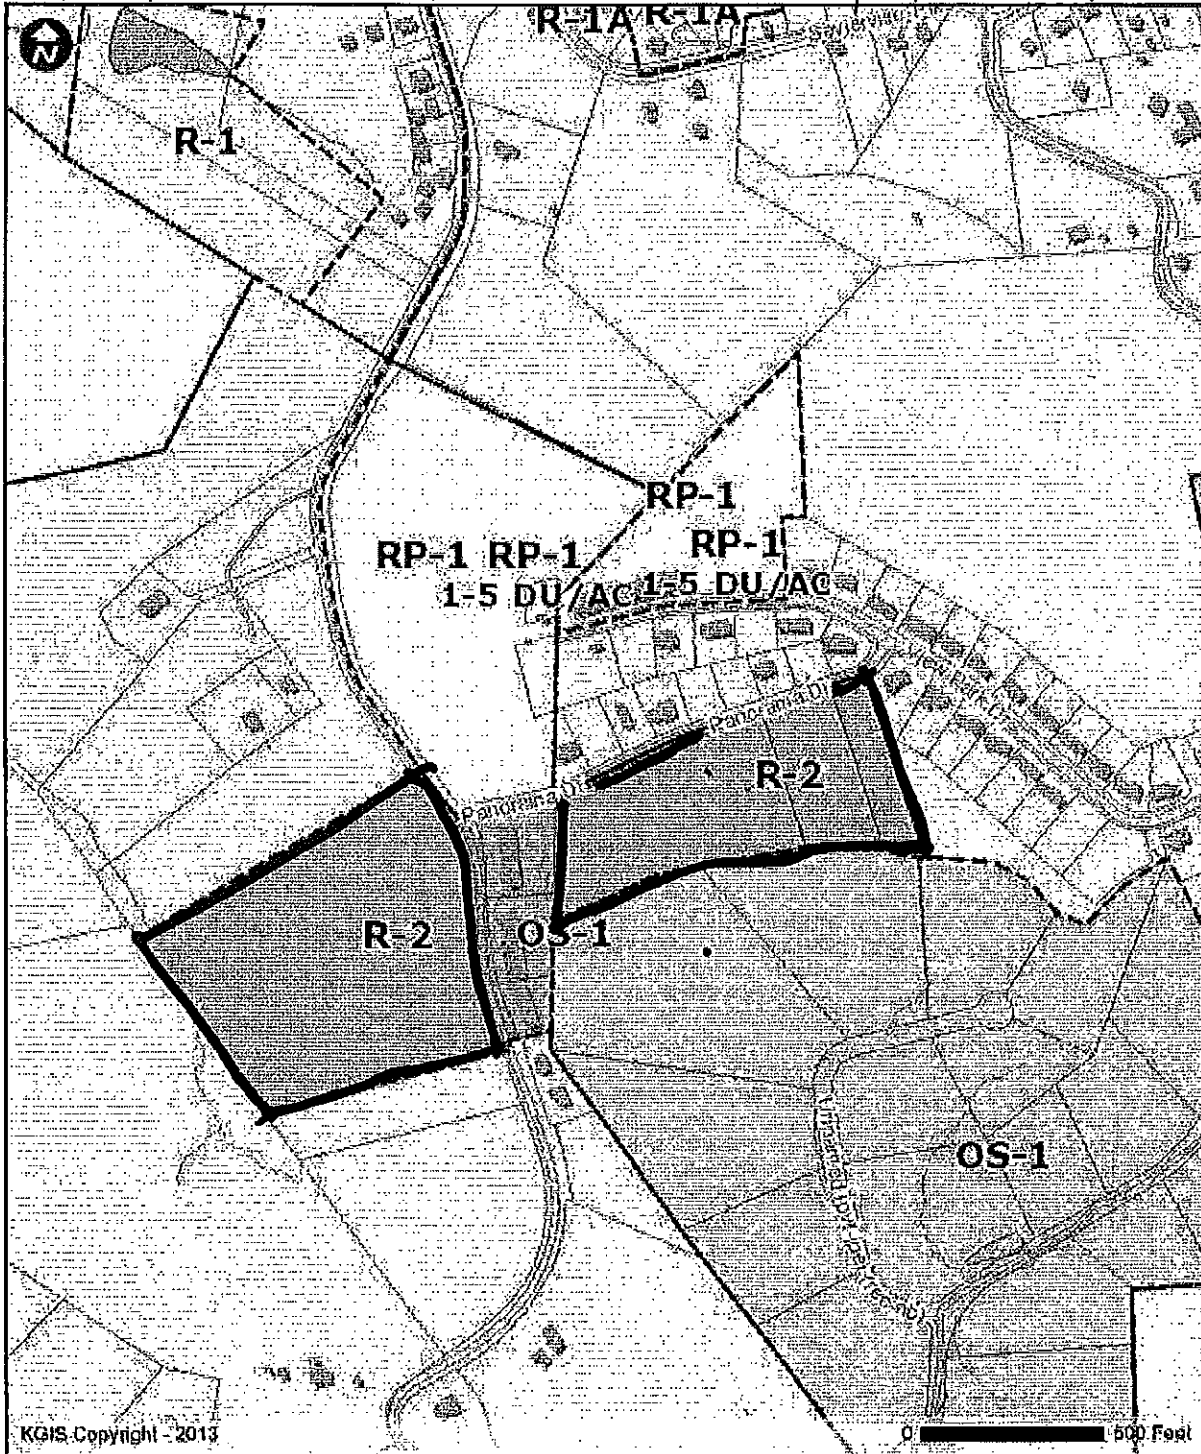 R-1A R-1A
N
R-1
RP-1
RP-1 RP-1
RP-1
1-5 DU/AC 1-5 DU/AC
Panorama Dr
R-2
Panorama Dr
R-2
OS-1
OS-1
KGIS Copyright - 2013
0 500 Feet